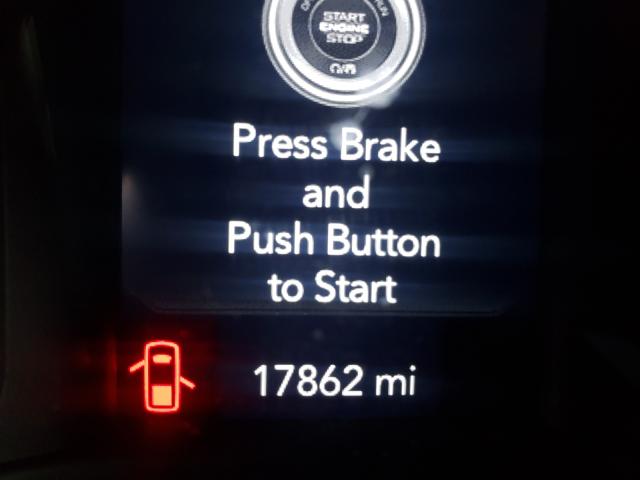 START
ENGINE
STOP
Press Brake
and
Push Button
to Start
17862 mi